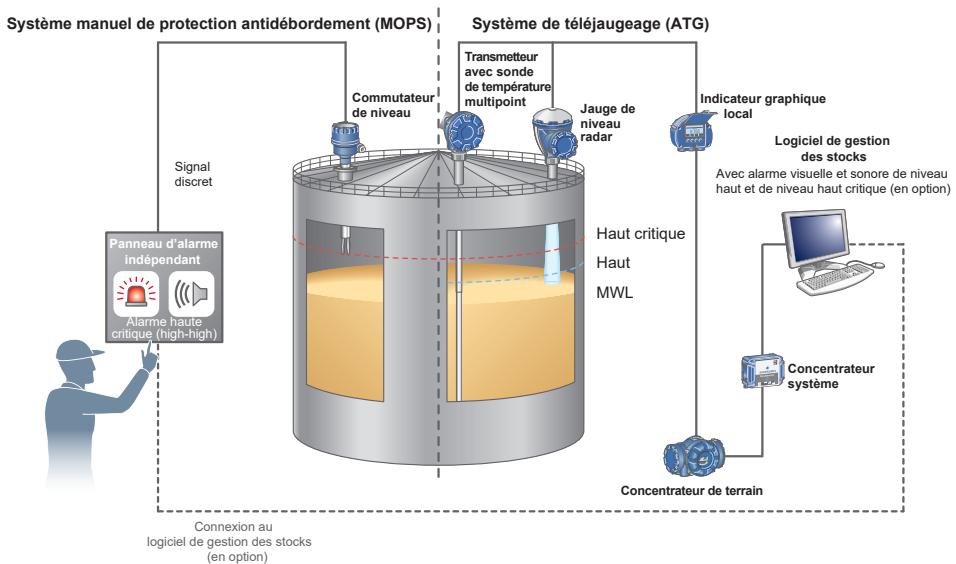 Système manuel de protection antidébordement (MOPS)
Système de téléjaugeage (ATG)
Transmetteur
avec sonde
de température
multipoint
Commutateur
de niveau
Jauge de
niveau
radar
Indicateur graphique
local
Logiciel de gestion
des stocks
Avec alarme visuelle et sonore de niveau
haut et de niveau haut critique (en option)
Signal
discret
Panneau d'alarme
indépendant
Alarme haute
critique (high-high)
Haut critique
Haut
MWL
Concentrateur
système
Concentrateur de terrain
Connexion au
logiciel de gestion des stocks
(en option)